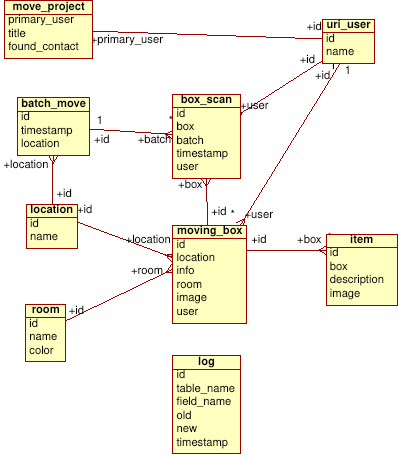 move_project
primary_user
title
found_contact
+primary_user
+id
uri_user
id
name
+id
+id
1
batch_move
id
timestamp
location
1
+id
+batch
*
box_scan
id
box
batch
timestamp
user
+user
+location
+id
+box
+id
*
+user
location
id
name
+id
+location
moving_box
id
location
info
room
image
user
+id
+box
*
item
id
box
description
image
+room
room
id
name
color
+id
log
id
table_name
field_name
old
new
timestamp